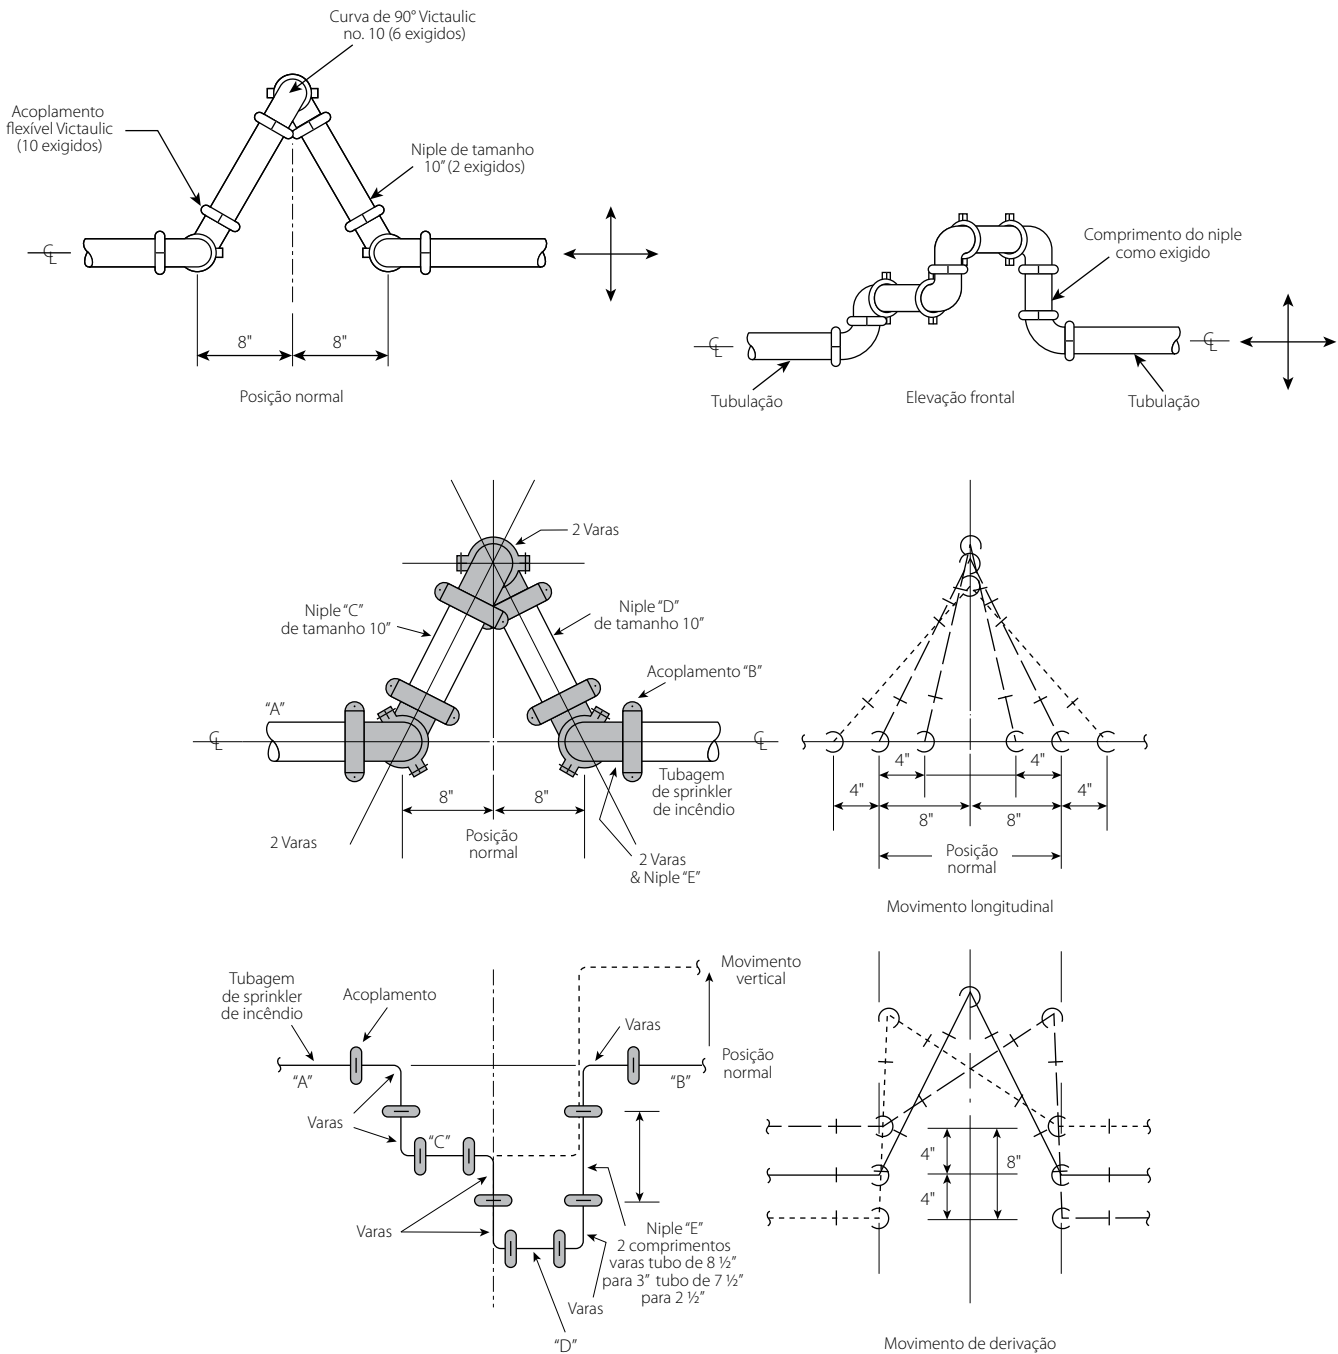 Curva de 90° Victaulic
no. 10 (6 exigidos)
Acoplamento
flexível Victaulic
(10 exigidos)
Niple de tamanho
10" (2 exigidos)
℄
8"
8"
Posição normal
Comprimento do niple
como exigido
℄
℄
Tubulação
Elevação frontal
Tubulação
2 Varas
Niple “C”
de tamanho 10”
Niple “D”
de tamanho 10”
Acoplamento “B”
“A”
℄
℄
Tubagem
de sprinkler
de incêndio
8"
8"
2 Varas
Posição
normal
2 Varas
& Niple “E”
4"
4"
4"
4"
8"
8"
Posição
normal
Movimento longitudinal
Tubagem
de sprinkler
de incêndio
Acoplamento
Movimento
vertical
Varas
Posição
normal
“A”
“B”
Varas
“C”
Varas
Niple “E”
2 comprimentos
varas tubo de 8 ½”
para 3” tubo de 7 ½”
para 2 ½”
Varas
“D”
4"
8"
4"
Movimento de derivação